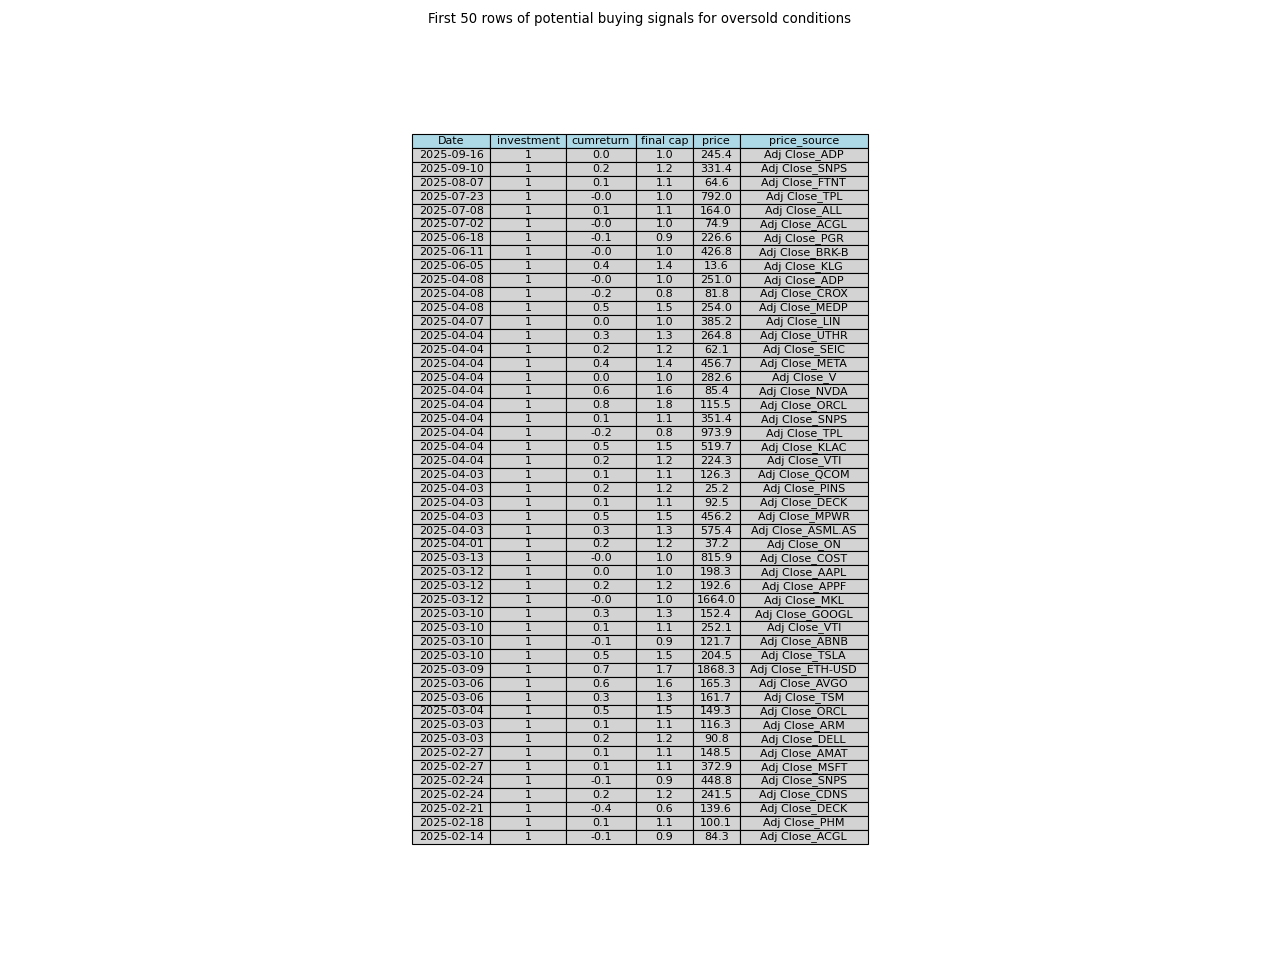 First 50 rows of potential buying signals for oversold conditions
Date investment cumreturn final cap price price_source
2025-09-16 1 0.0 1.0 245.4 Adj Close_ADP
2025-09-10 1 0.2 1.2 331.4 Adj Close_SNPS
2025-08-07 1 0.1 1.1 64.6 Adj Close_FTNT
2025-07-23 1 -0.0 1.0 792.0 Adj Close_TPL
2025-07-08 1 0.1 1.1 164.0 Adj Close_ALL
2025-07-02 1 -0.0 1.0 74.9 Adj Close_ACGL
2025-06-18 1 -0.1 0.9 226.6 Adj Close_PGR
2025-06-11 1 -0.0 1.0 426.8 Adj Close_BRK-B
2025-06-05 1 0.4 1.4 13.6 Adj Close_KLG
2025-04-08 1 -0.0 1.0 251.0 Adj Close_ADP
2025-04-08 1 -0.2 0.8 81.8 Adj Close_CROX
2025-04-08 1 0.5 1.5 254.0 Adj Close_MEDP
2025-04-07 1 0.0 1.0 385.2 Adj Close_LIN
2025-04-04 1 0.3 1.3 264.8 Adj Close_UTHR
2025-04-04 1 0.2 1.2 62.1 Adj Close_SEIC
2025-04-04 1 0.4 1.4 456.7 Adj Close_META
2025-04-04 1 0.0 1.0 282.6 Adj Close_V
2025-04-04 1 0.6 1.6 85.4 Adj Close_NVDA
2025-04-04 1 0.8 1.8 115.5 Adj Close_ORCL
2025-04-04 1 0.1 1.1 351.4 Adj Close_SNPS
2025-04-04 1 -0.2 0.8 973.9 Adj Close_TPL
2025-04-04 1 0.5 1.5 519.7 Adj Close_KLAC
2025-04-04 1 0.2 1.2 224.3 Adj Close_VTI
2025-04-03 1 0.1 1.1 126.3 Adj Close_QCOM
2025-04-03 1 0.2 1.2 25.2 Adj Close_PINS
2025-04-03 1 0.1 1.1 92.5 Adj Close_DECK
2025-04-03 1 0.5 1.5 456.2 Adj Close_MPWR
2025-04-03 1 0.3 1.3 575.4 Adj Close_ASML.AS
2025-04-01 1 0.2 1.2 37.2 Adj Close_ON
2025-03-13 1 -0.0 1.0 815.9 Adj Close_COST
2025-03-12 1 0.0 1.0 198.3 Adj Close_AAPL
2025-03-12 1 0.2 1.2 192.6 Adj Close_APPF
2025-03-12 1 -0.0 1.0 1664.0 Adj Close_MKL
2025-03-10 1 0.3 1.3 152.4 Adj Close_GOOGL
2025-03-10 1 0.1 1.1 252.1 Adj Close_VTI
2025-03-10 1 -0.1 0.9 121.7 Adj Close_ABNB
2025-03-10 1 0.5 1.5 204.5 Adj Close_TSLA
2025-03-09 1 0.7 1.7 1868.3 Adj Close_ETH-USD
2025-03-06 1 0.6 1.6 165.3 Adj Close_AVGO
2025-03-06 1 0.3 1.3 161.7 Adj Close_TSM
2025-03-04 1 0.5 1.5 149.3 Adj Close_ORCL
2025-03-03 1 0.1 1.1 116.3 Adj Close_ARM
2025-03-03 1 0.2 1.2 90.8 Adj Close_DELL
2025-02-27 1 0.1 1.1 148.5 Adj Close_AMAT
2025-02-27 1 0.1 1.1 372.9 Adj Close_MSFT
2025-02-24 1 -0.1 0.9 448.8 Adj Close_SNPS
2025-02-24 1 0.2 1.2 241.5 Adj Close_CDNS
2025-02-21 1 -0.4 0.6 139.6 Adj Close_DECK
2025-02-18 1 0.1 1.1 100.1 Adj Close_PHM
2025-02-14 1 -0.1 0.9 84.3 Adj Close_ACGL